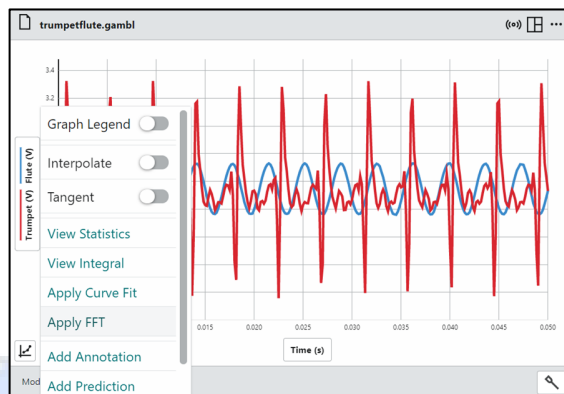 trumpetflute.gambl
3.4
3.2
Graph Legend
Interpolate
Tangent
View Statistics
View Integral
Apply Curve Fit
Apply FFT
Add Annotation
Add Prediction
Trumpet (V) Flute (V)
0.015 0.020 0.025 0.030 0.035 0.040 0.045 0.050
Time (s)
Mod